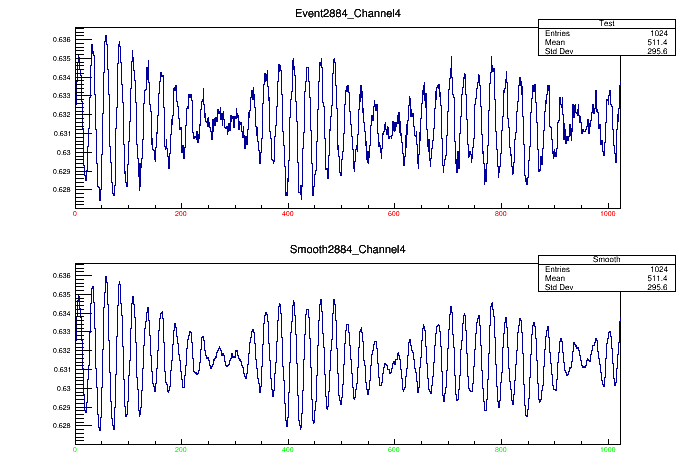 Event2884_Channel4
Test
Entries 1024
Mean 511.4
Std Dev 295.6
0.636
0.635
0.634
0.633
0.632
0.631
0.63
0.629
0.628
0 200 400 600 800 1000
Smooth2884_Channel4
Smooth
Entries 1024
Mean 511.4
Std Dev 295.6
0.636
0.635
0.634
0.633
0.632
0.631
0.63
0.629
0.628
0 200 400 600 800 1000